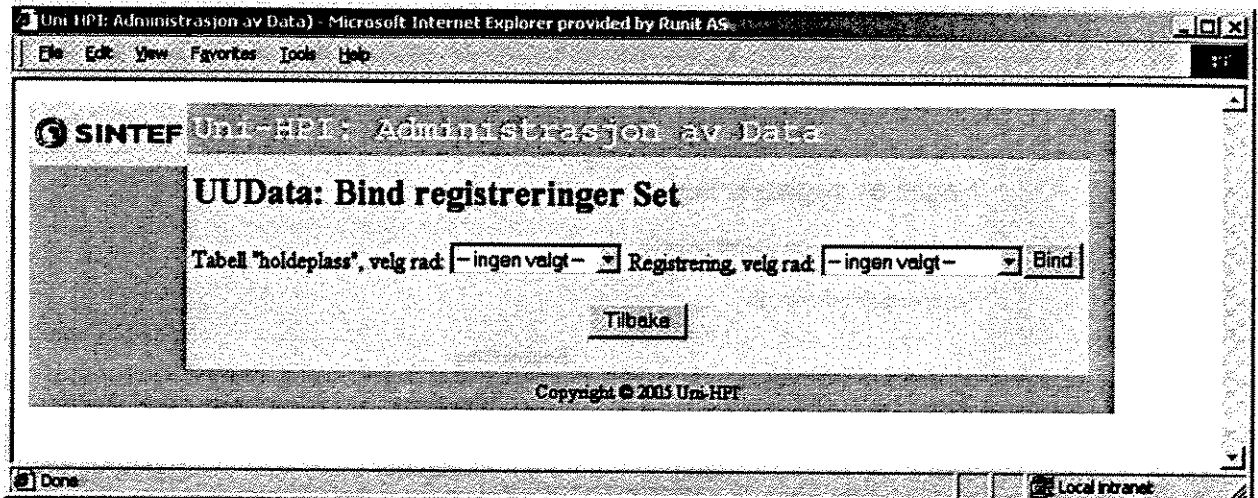 Uni HPI: Administrasjon av Data) - Microsoft Internet Explorer provided by Runit AS
File Edit View Favorites Tools Help
SINTEF Uni-HPI: Administrasjon av Data
UUData: Bind registreringer Set
Tabell "holdeplass", velg rad: --ingen valgt-- Registrering, velg rad: --ingen valgt-- Bind
Tilbake
Copyright © 2005 Uni-HPI
Done Local intranet